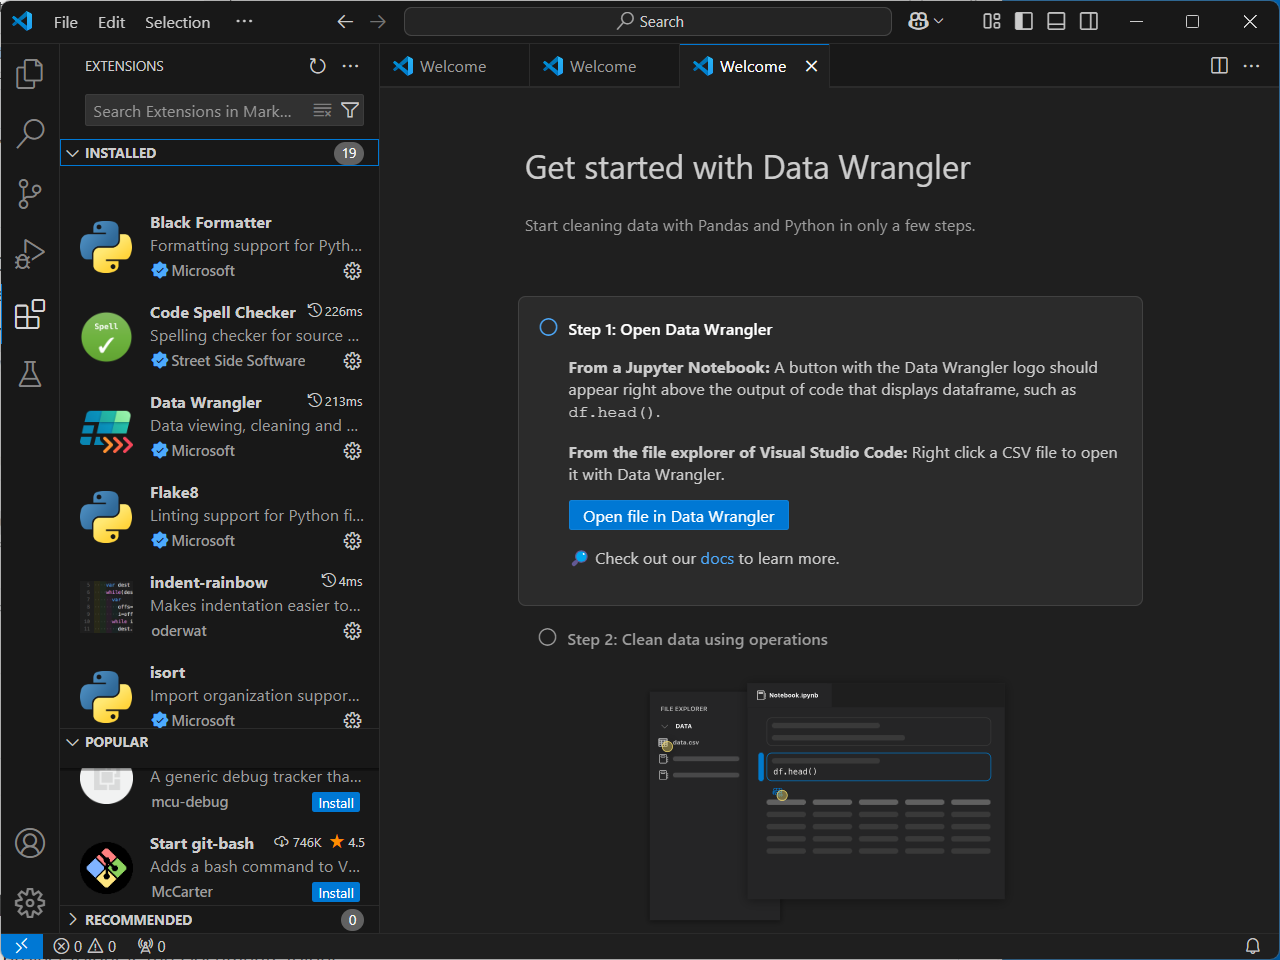 File Edit Selection ···
Search
EXTENSIONS
Search Extensions in Mark...
INSTALLED 19
Black Formatter
Formatting support for Pyth...
Microsoft
Code Spell Checker 226ms
Spelling checker for source ...
Street Side Software
Data Wrangler 213ms
Data viewing, cleaning and ...
Microsoft
Flake8
Linting support for Python fi...
Microsoft
indent-rainbow 4ms
Makes indentation easier to...
oderwat
isort
Import organization suppor...
Microsoft
POPULAR
A generic debug tracker tha...
mcu-debug Install
Start git-bash 746K 4.5
Adds a bash command to V...
McCarter Install
RECOMMENDED 0
Welcome Welcome Welcome
Get started with Data Wrangler
Start cleaning data with Pandas and Python in only a few steps.
Step 1: Open Data Wrangler
From a Jupyter Notebook: A button with the Data Wrangler logo should
appear right above the output of code that displays dataframe, such as
df.head().
From the file explorer of Visual Studio Code: Right click a CSV file to open
it with Data Wrangler.
Open file in Data Wrangler
Check out our docs to learn more.
Step 2: Clean data using operations
FILE EXPLORER
DATA
data.csv
Notebook.ipynb
df.head()
0 0 0